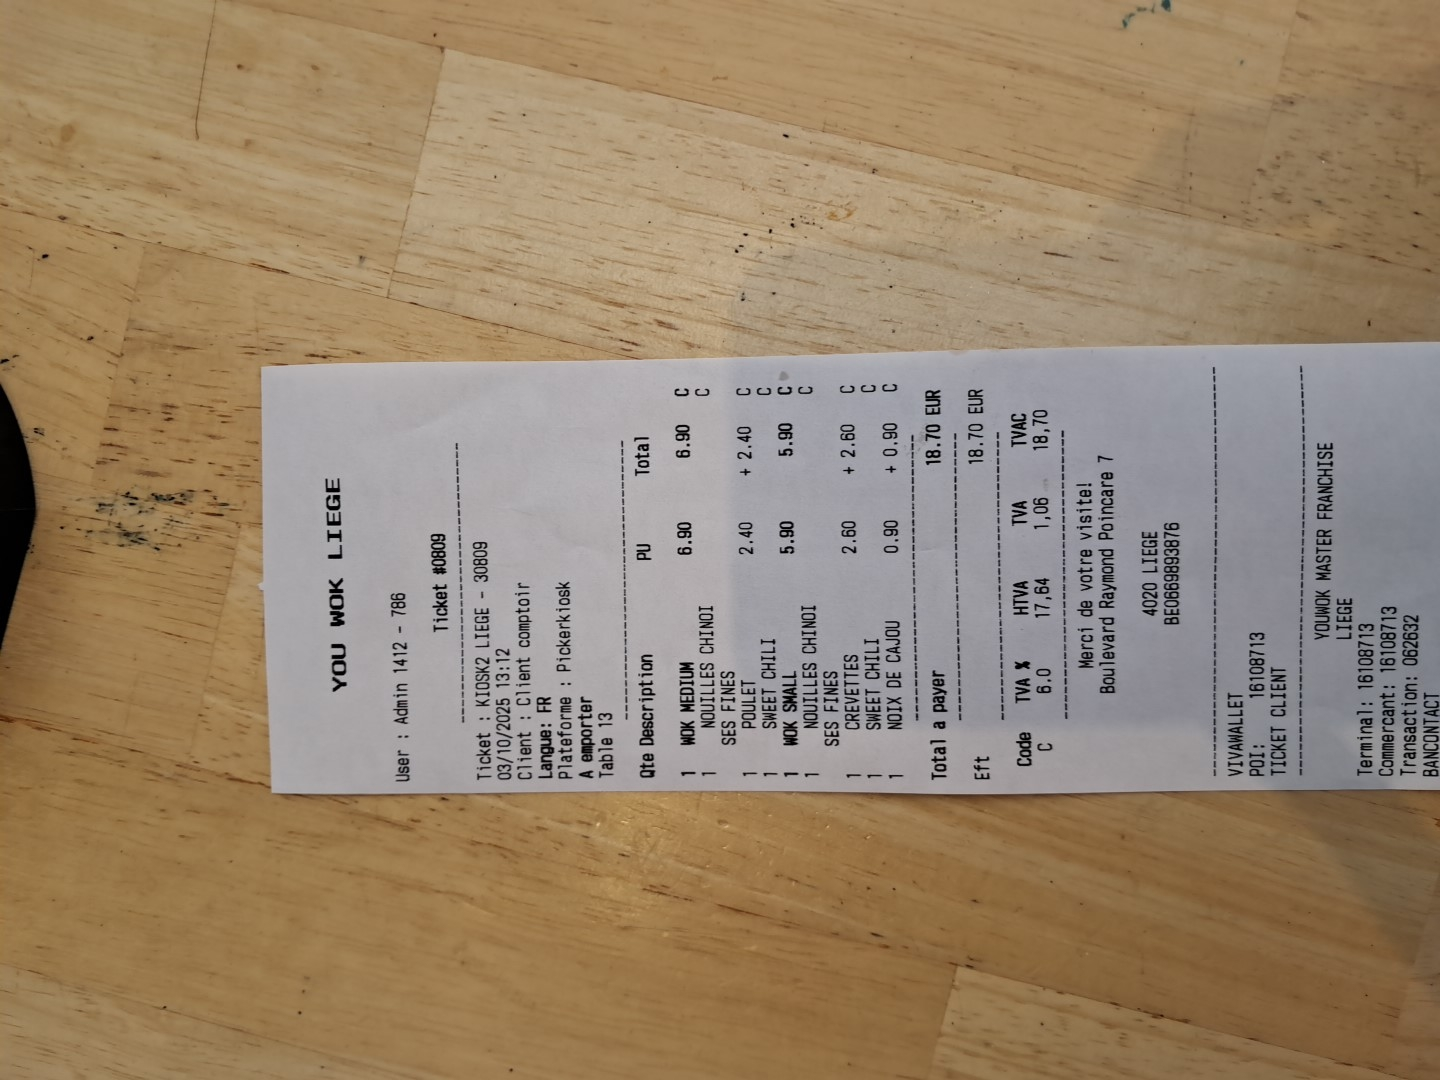 YOU WOK LIEGE
User : Admin 1412 - 786
Ticket #0809
Ticket : KIOSK2 LIEGE - 30809
03/10/2025 13:12
Client : Client comptoir
Langue: FR
Plateforme : Pickerkiosk
A emporter
Table 13
Qte Description PU Total
1 WOK MEDIUM 6.90 6.90 C
1 NOUILLES CHINOI C
SES FINES
1 POULET 2.40 + 2.40 C
1 SWEET CHILI C
1 WOK SMALL 5.90 5.90 C
1 NOUILLES CHINOI C
SES FINES
1 CREVETTES 2.60 + 2.60 C
1 SWEET CHILI C
1 NOIX DE CAJOU 0.90 + 0.90 C
Total a payer 18.70 EUR
Eft 18.70 EUR
Code TVA % HTVA TVA TVAC
C 6.0 17,64 1,06 18,70
Merci de votre visite!
Boulevard Raymond Poincare 7
4020 LIEGE
BE0669893876
VIVAWALLET
POI: 16108713
TICKET CLIENT
YOUWOK MASTER FRANCHISE
LIEGE
Terminal: 16108713
Commercant: 16108713
Transaction: 062632
BANCONTACT